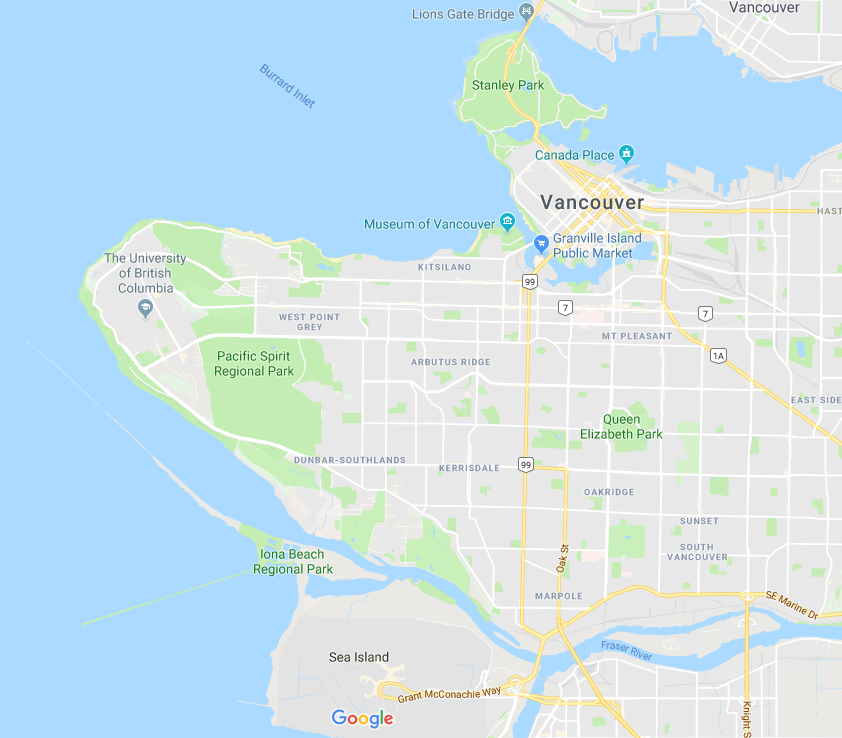 Lions Gate Bridge
Vancouver
Burrard Inlet
Stanley Park
Canada Place
Vancouver
HAST
Museum of Vancouver
Granville Island
Public Market
The University
of British
Columbia
KITSILANO
99
7
7
WEST POINT
GREY
MT PLEASANT
Pacific Spirit
Regional Park
ARBUTUS RIDGE
1A
EAST SIDE
Queen
Elizabeth Park
DUNBAR-SOUTHLANDS
KERRISDALE
99
OAKRIDGE
SUNSET
SOUTH
VANCOUVER
Iona Beach
Regional Park
Oak St
MARPOLE
SE Marine Dr
Fraser River
Sea Island
Grant McConachie Way
Knight S
Google